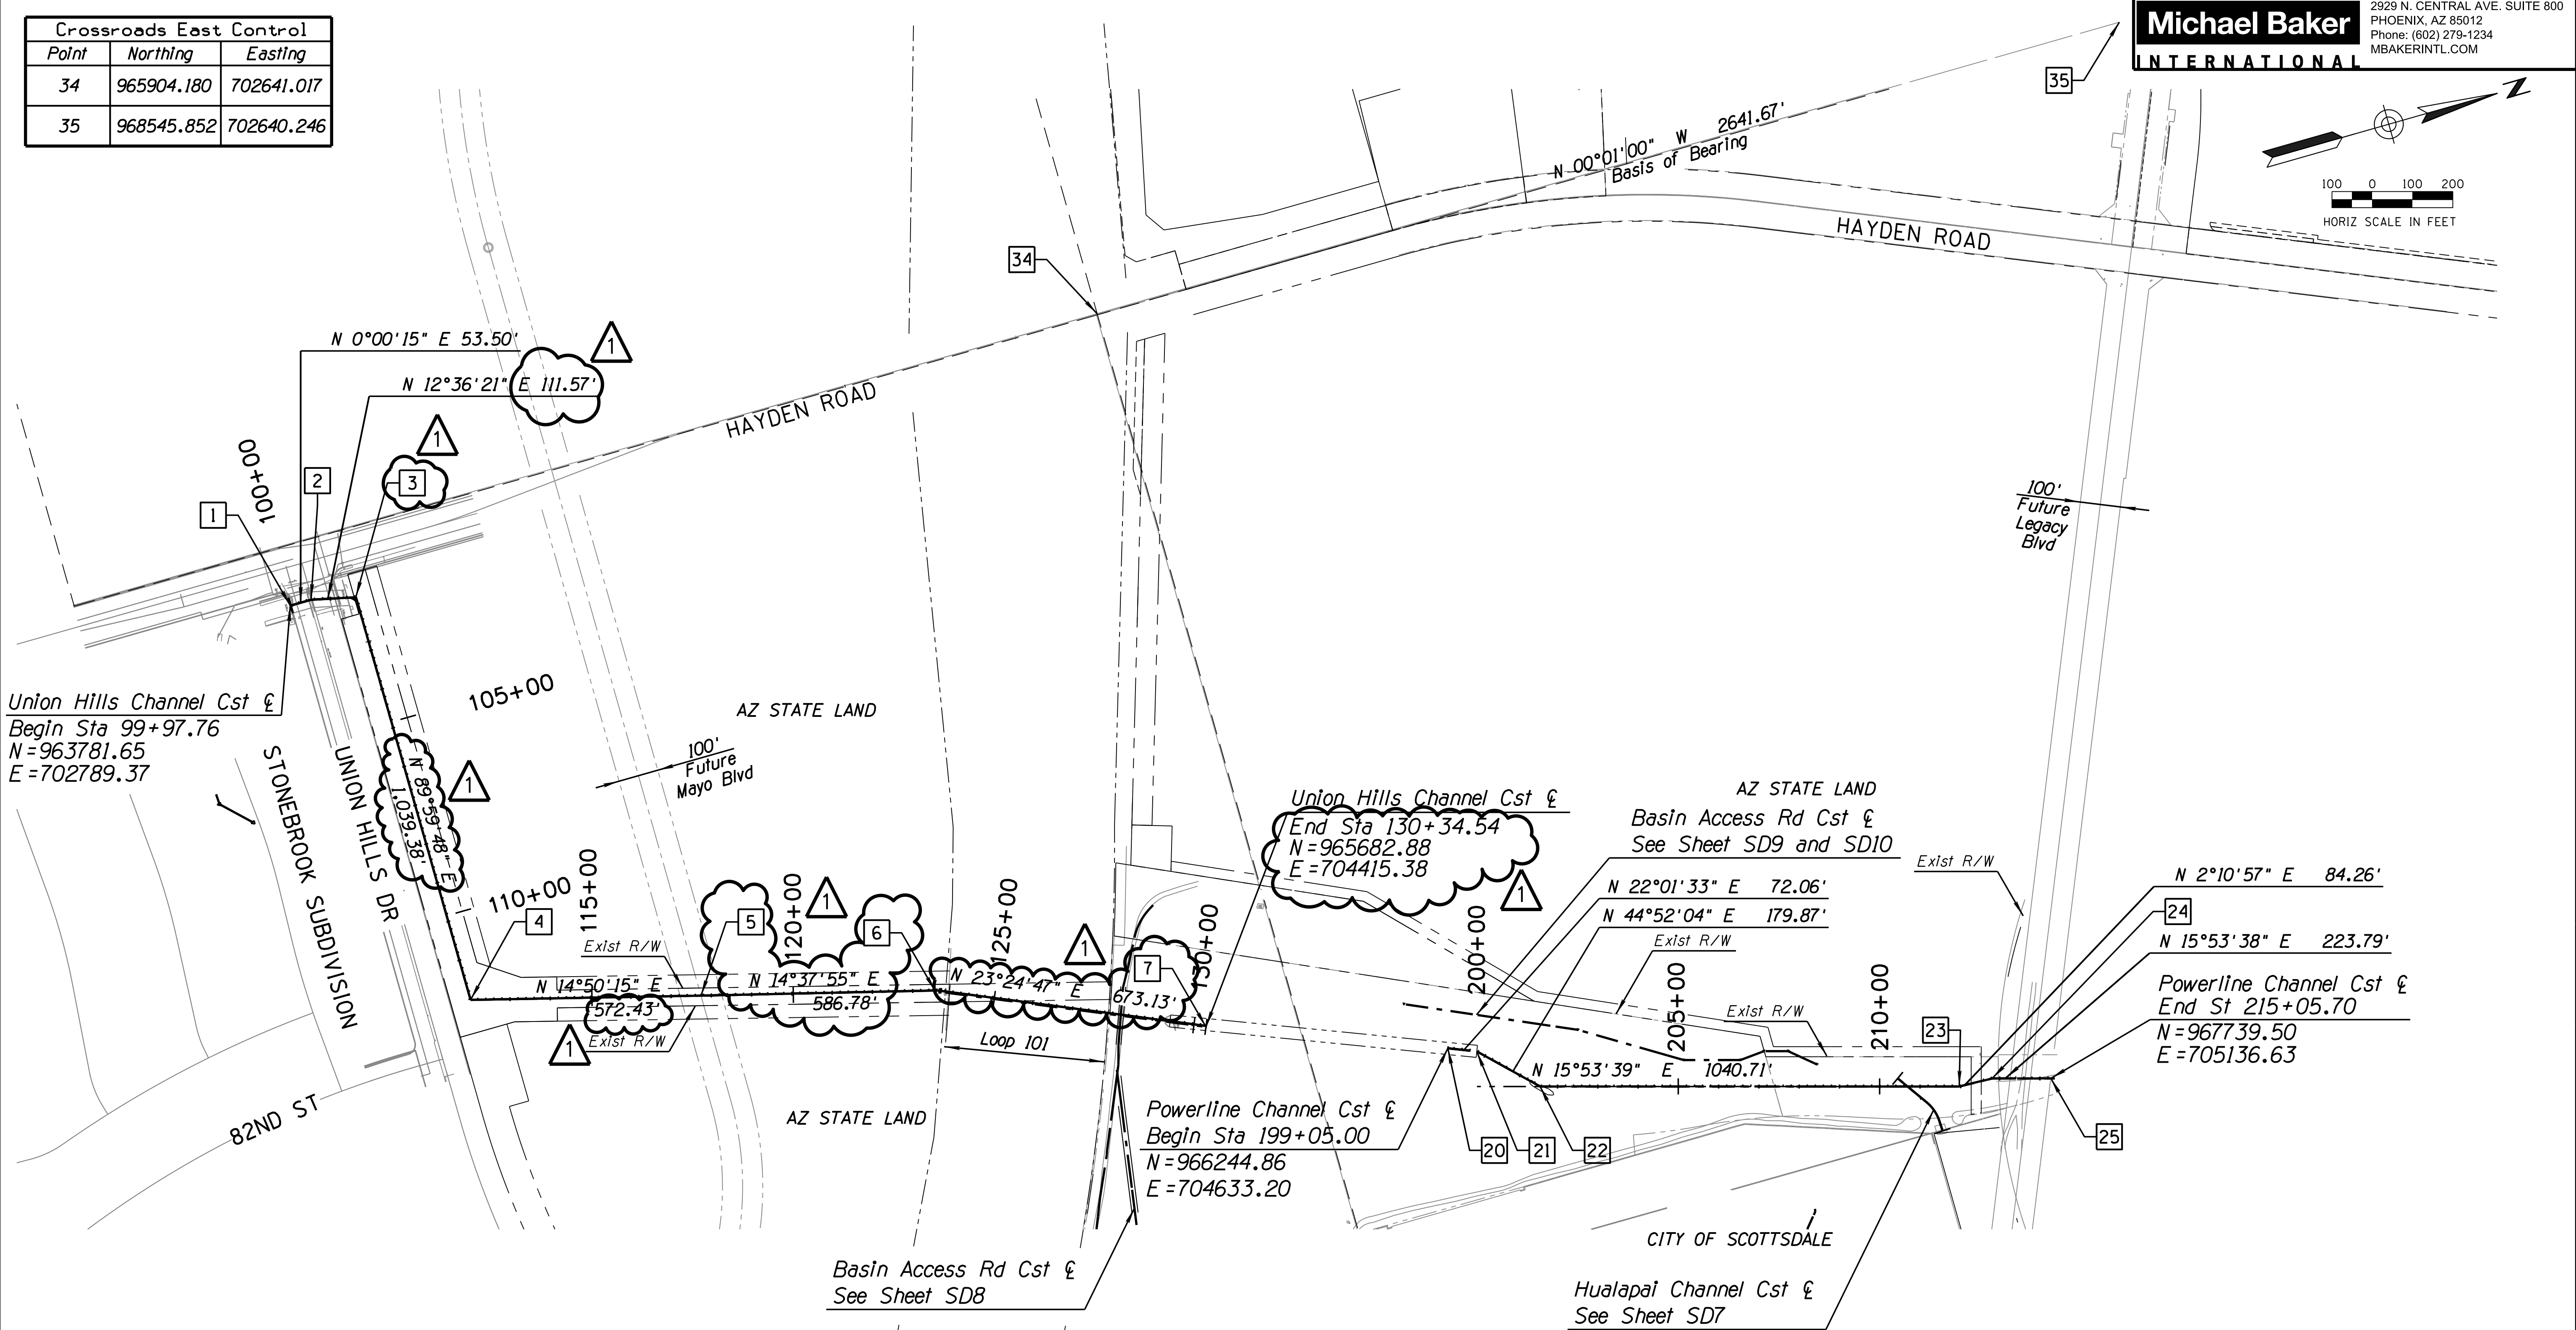 Crossroads East Control
Point Northing Easting
34 965904.180 702641.017
35 968545.852 702640.246
Michael Baker
INTERNATIONAL
2929 N. CENTRAL AVE. SUITE 800
PHOENIX, AZ 85012
Phone: (602) 279-1234
MBAKERINTL.COM
35
Z
100 0 100 200
HORIZ SCALE IN FEET
N 00°01'00" W 2641.67'
Basis of Bearing
HAYDEN ROAD
34
N 0°00'15" E 53.50'
1
N 12°36'21" E 111.57'
HAYDEN ROAD
1
3
2
100+00
1
100'
Future
Legacy
Blvd
Union Hills Channel Cst ℄
Begin Sta 99+97.76
N=963781.65
E=702789.37
105+00
AZ STATE LAND
100'
Future
Mayo Blvd
STONEBROOK SUBDIVISION
UNION HILLS DR
N 89°59'48" E
1,039.38'
1
Union Hills Channel Cst ℄
End Sta 130+34.54
N=965682.88
E=704415.38
1
AZ STATE LAND
Basin Access Rd Cst ℄
See Sheet SD9 and SD10
Exist R/W
N 22°01'33" E 72.06'
N 44°52'04" E 179.87'
Exist R/W
N 2°10'57" E 84.26'
24
N 15°53'38" E 223.79'
Powerline Channel Cst ℄
End St 215+05.70
N=967739.50
E=705136.63
110+00
4
115+00
Exist R/W
5
120+00
1
6
125+00
1
7
130+00
200+00
205+00
Exist R/W
210+00
23
N 14°50'15" E
572.43'
1
Exist R/W
N 14°37'55" E
586.78'
N 23°24'47" E
673.13'
Loop 101
N 15°53'39" E 1040.71'
82ND ST
AZ STATE LAND
Powerline Channel Cst ℄
Begin Sta 199+05.00
N=966244.86
E=704633.20
20
21
22
25
CITY OF SCOTTSDALE
Basin Access Rd Cst ℄
See Sheet SD8
Hualapai Channel Cst ℄
See Sheet SD7